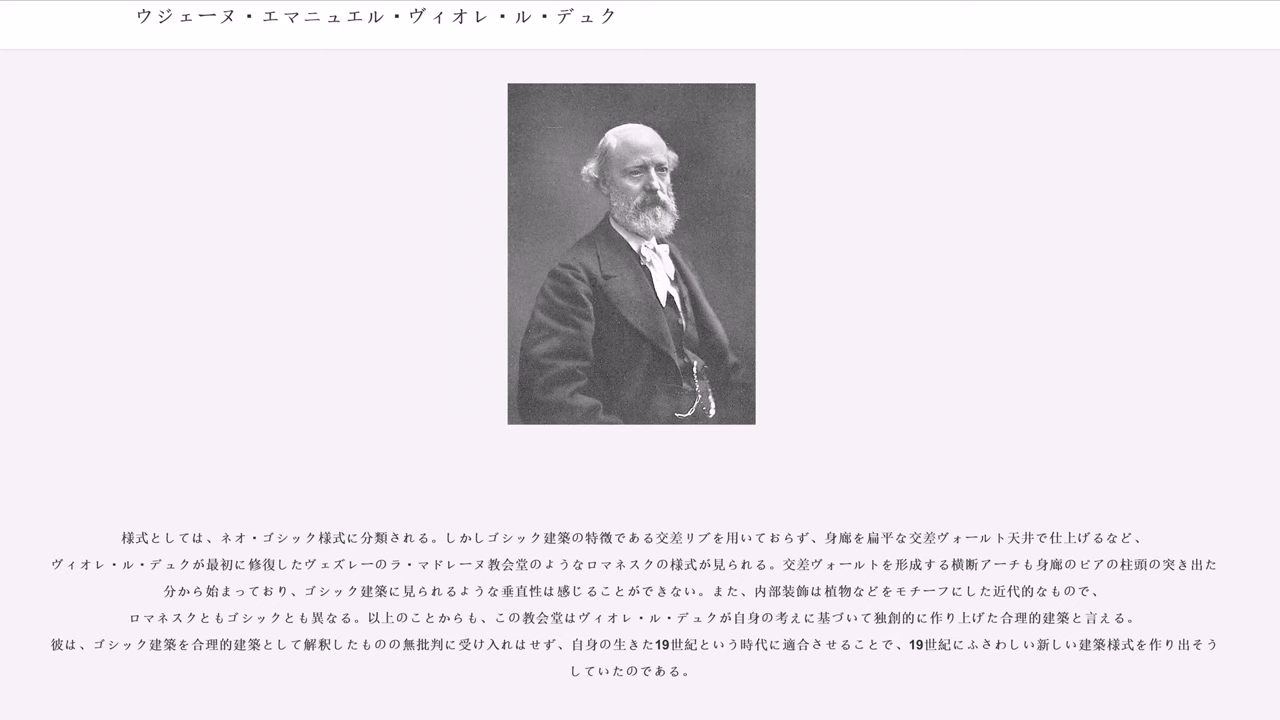 ウジェーヌ・エマニュエル・ヴィオレ・ル・デュク
様式としては、ネオ・ゴシック様式に分類される。しかしゴシック建築の特徴である交差リブを用いておらず、身廊を扁平な交差ヴォールト天井で仕上げるなど、
ヴィオレ・ル・デュクが最初に修復したヴェズレーのラ・マドレーヌ教会堂のようなロマネスクの様式が見られる。交差ヴォールトを形成する横断アーチも身廊のピアの柱頭の突き出た
分から始まっており、ゴシック建築に見られるような垂直性は感じることができない。また、内部装飾は植物などをモチーフにした近代的なもので、
ロマネスクともゴシックとも異なる。以上のことからも、この教会堂はヴィオレ・ル・デュクが自身の考えに基づいて独創的に作り上げた合理的建築と言える。
彼は、ゴシック建築を合理的建築として解釈したものの無批判に受け入れはせず、自身の生きた19世紀という時代に適合させることで、19世紀にふさわしい新しい建築様式を作り出そう
していたのである。